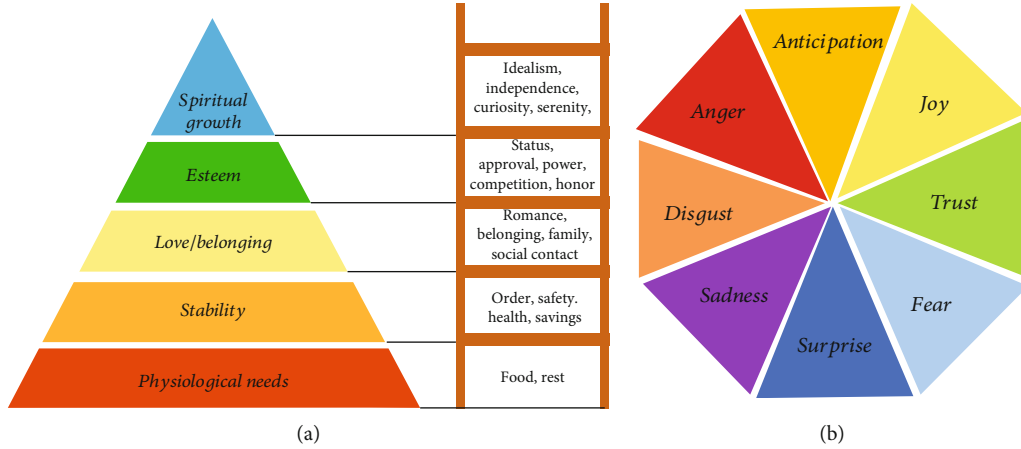 Spiritual
growth
Esteem
Love/belonging
Stability
Physiological needs
Idealism,
independence,
curiosity, serenity,
Status,
approval, power,
competition, honor
Romance,
belonging, family,
social contact
Order, safety.
health, savings
Food, rest
(a)
Anticipation
Joy
Trust
Fear
Surprise
Sadness
Disgust
Anger
(b)